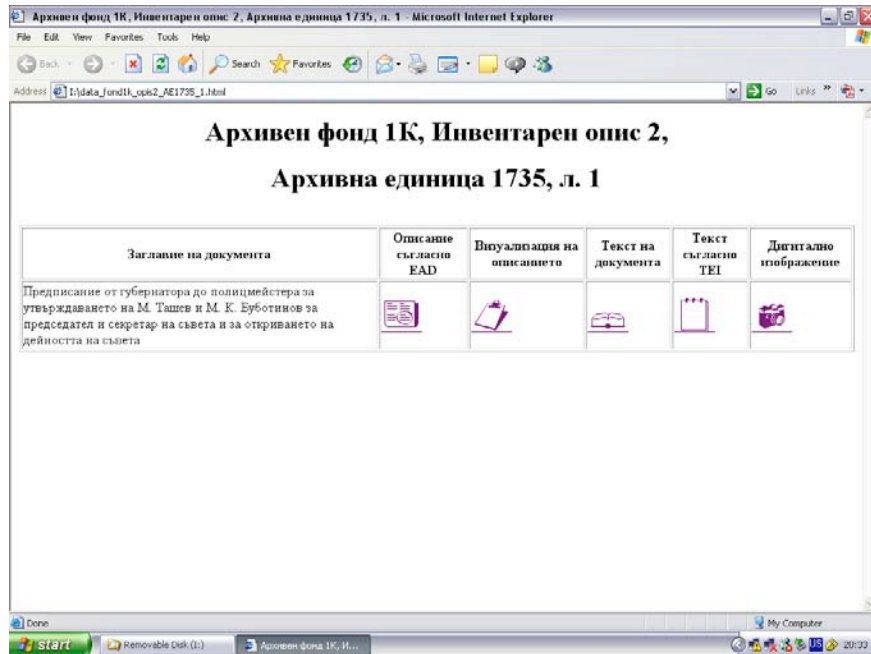 Архивен фонд 1К, Инвентарен опис 2, Архивна единица 1735, л. 1 - Microsoft Internet Explorer
File Edit View Favorites Tools Help
Back Search Favorites
Address I:\data_fond1k_opis2_AE1735_1.html Go Links »
Архивен фонд 1К, Инвентарен опис 2,
Архивна единица 1735, л. 1
Заглавие на документа
Описание
съгласно
EAD
Визуализация на
описанието
Текст на
документа
Текст
съгласно
TEI
Дигитално
изображение
Предписание от губернатора до полицмейстера за
утвърждаването на М. Ташев и М. К. Буботинов за
председател и секретар на съвета и за откриването на
дейността на съвета
Done My Computer
start Removable Disk (I:) Архивен фонд 1К, И... US 20:33